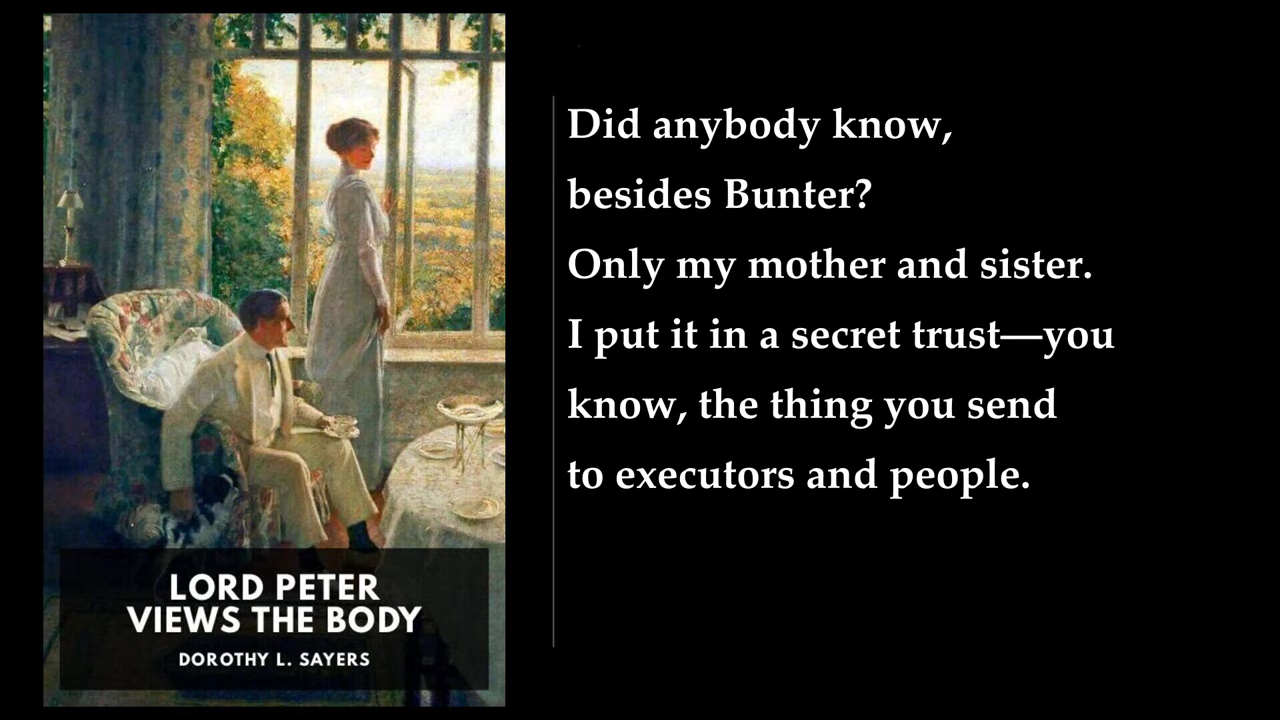 Did anybody know,
besides Bunter?
Only my mother and sister.
I put it in a secret trust—you
know, the thing you send
to executors and people.
LORD PETER
VIEWS THE BODY
DOROTHY L. SAYERS